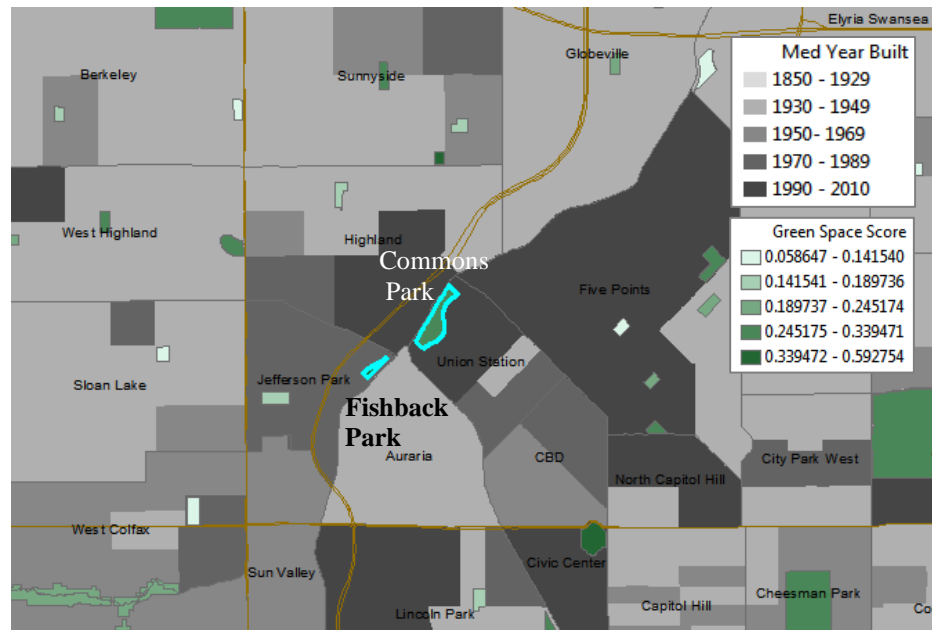 Elyria Swansea
Globeville
Berkeley
Sunnyside
Med Year Built
1850 - 1929
1930 - 1949
1950- 1969
1970 - 1989
1990 - 2010
West Highland
Highland
Commons
Park
Five Points
Green Space Score
0.058647 - 0.141540
0.141541 - 0.189736
0.189737 - 0.245174
0.245175 - 0.339471
0.339472 - 0.592754
Union Station
Sloan Lake
Jefferson Park
Fishback
Park
Auraria
CBD
City Park West
North Capitol Hill
West Colfax
Civic Center
Sun Valley
Cheesman Park
Capitol Hill
Lincoln Park
Co